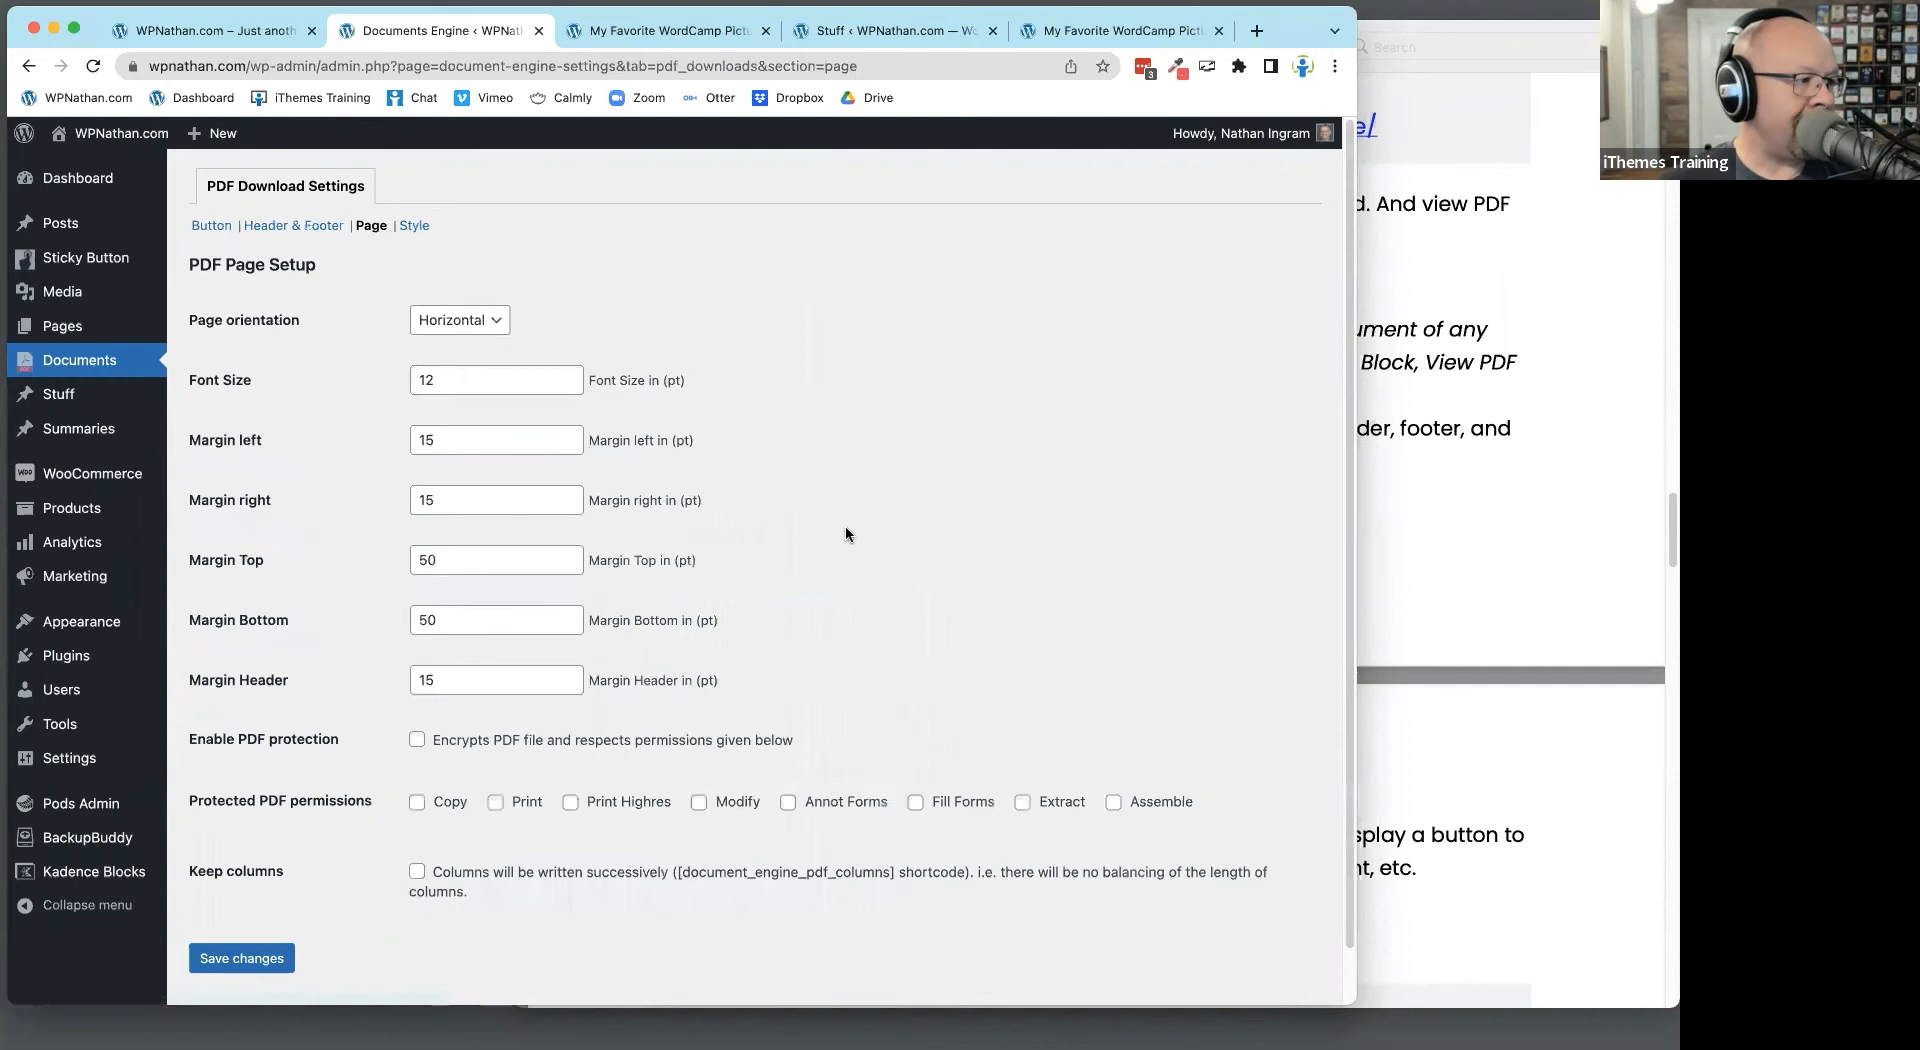 WPNathan.com – Just anoth
Documents Engine ‹ WPNat
My Favorite WordCamp Pictu
Stuff ‹ WPNathan.com — Wo
My Favorite WordCamp Pictu
wpnathan.com/wp-admin/admin.php?page=document-engine-settings&tab=pdf_downloads&section=page
3
Search
WPNathan.com
Dashboard
iThemes Training
Chat
Vimeo
Calmly
Zoom
Otter
Dropbox
Drive
WPNathan.com
New
Howdy, Nathan Ingram
e/
iThemes Training
Dashboard
Posts
Sticky Button
Media
Pages
Documents
Stuff
Summaries
WooCommerce
Products
Analytics
Marketing
Appearance
Plugins
Users
Tools
Settings
Pods Admin
BackupBuddy
Kadence Blocks
Collapse menu
PDF Download Settings
Button | Header & Footer | Page | Style
PDF Page Setup
Page orientation Horizontal
Font Size 12 Font Size in (pt)
Margin left 15 Margin left in (pt)
Margin right 15 Margin right in (pt)
Margin Top 50 Margin Top in (pt)
Margin Bottom 50 Margin Bottom in (pt)
Margin Header 15 Margin Header in (pt)
Enable PDF protection Encrypts PDF file and respects permissions given below
Protected PDF permissions Copy Print Print Highres Modify Annot Forms Fill Forms Extract Assemble
Keep columns Columns will be written successively ([document_engine_pdf_columns] shortcode). i.e. there will be no balancing of the length of
columns.
Save changes
d. And view PDF
ument of any
Block, View PDF
der, footer, and
splay a button to
nt, etc.